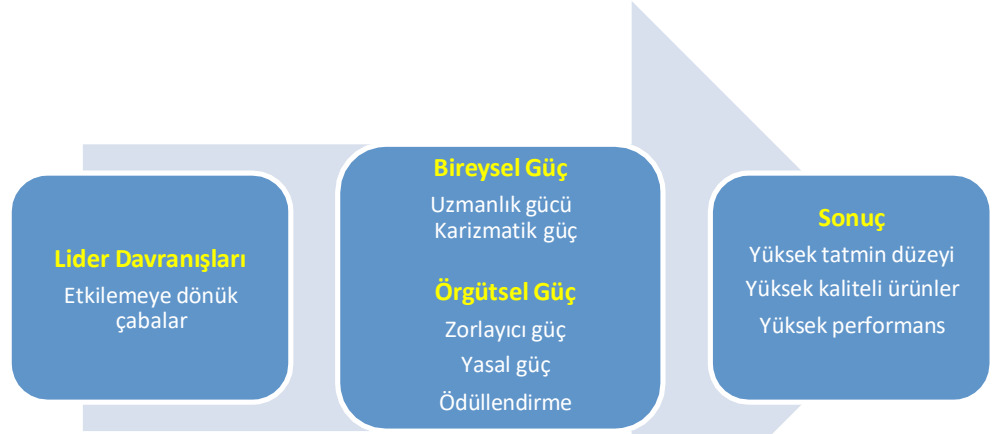 Lider Davranışları
Etkilemeye dönük
çabalar
Bireysel Güç
Uzmanlık gücü
Karizmatik güç
Örgütsel Güç
Zorlayıcı güç
Yasal güç
Ödüllendirme
Sonuç
Yüksek tatmin düzeyi
Yüksek kaliteli ürünler
Yüksek performans